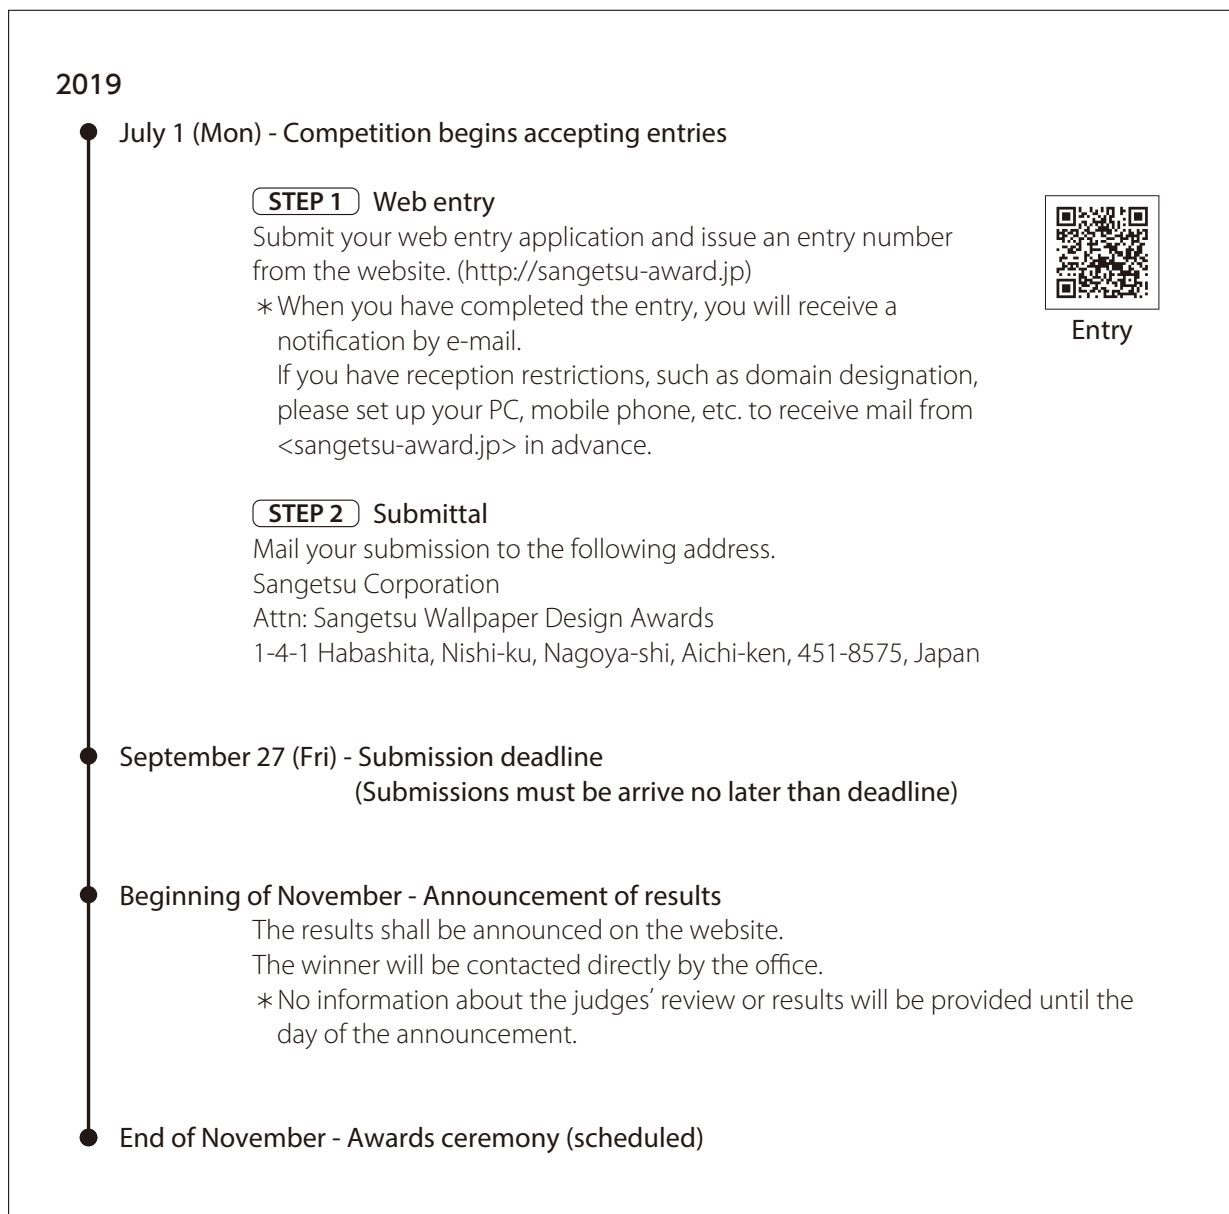 2019
July 1 (Mon) - Competition begins accepting entries
STEP 1 Web entry
Submit your web entry application and issue an entry number
from the website. (http://sangetsu-award.jp)
＊When you have completed the entry, you will receive a
notification by e-mail.
If you have reception restrictions, such as domain designation,
please set up your PC, mobile phone, etc. to receive mail from
<sangetsu-award.jp> in advance.
Entry
STEP 2 Submittal
Mail your submission to the following address.
Sangetsu Corporation
Attn: Sangetsu Wallpaper Design Awards
1-4-1 Habashita, Nishi-ku, Nagoya-shi, Aichi-ken, 451-8575, Japan
September 27 (Fri) - Submission deadline
(Submissions must be arrive no later than deadline)
Beginning of November - Announcement of results
The results shall be announced on the website.
The winner will be contacted directly by the office.
＊No information about the judges’ review or results will be provided until the
day of the announcement.
End of November - Awards ceremony (scheduled)